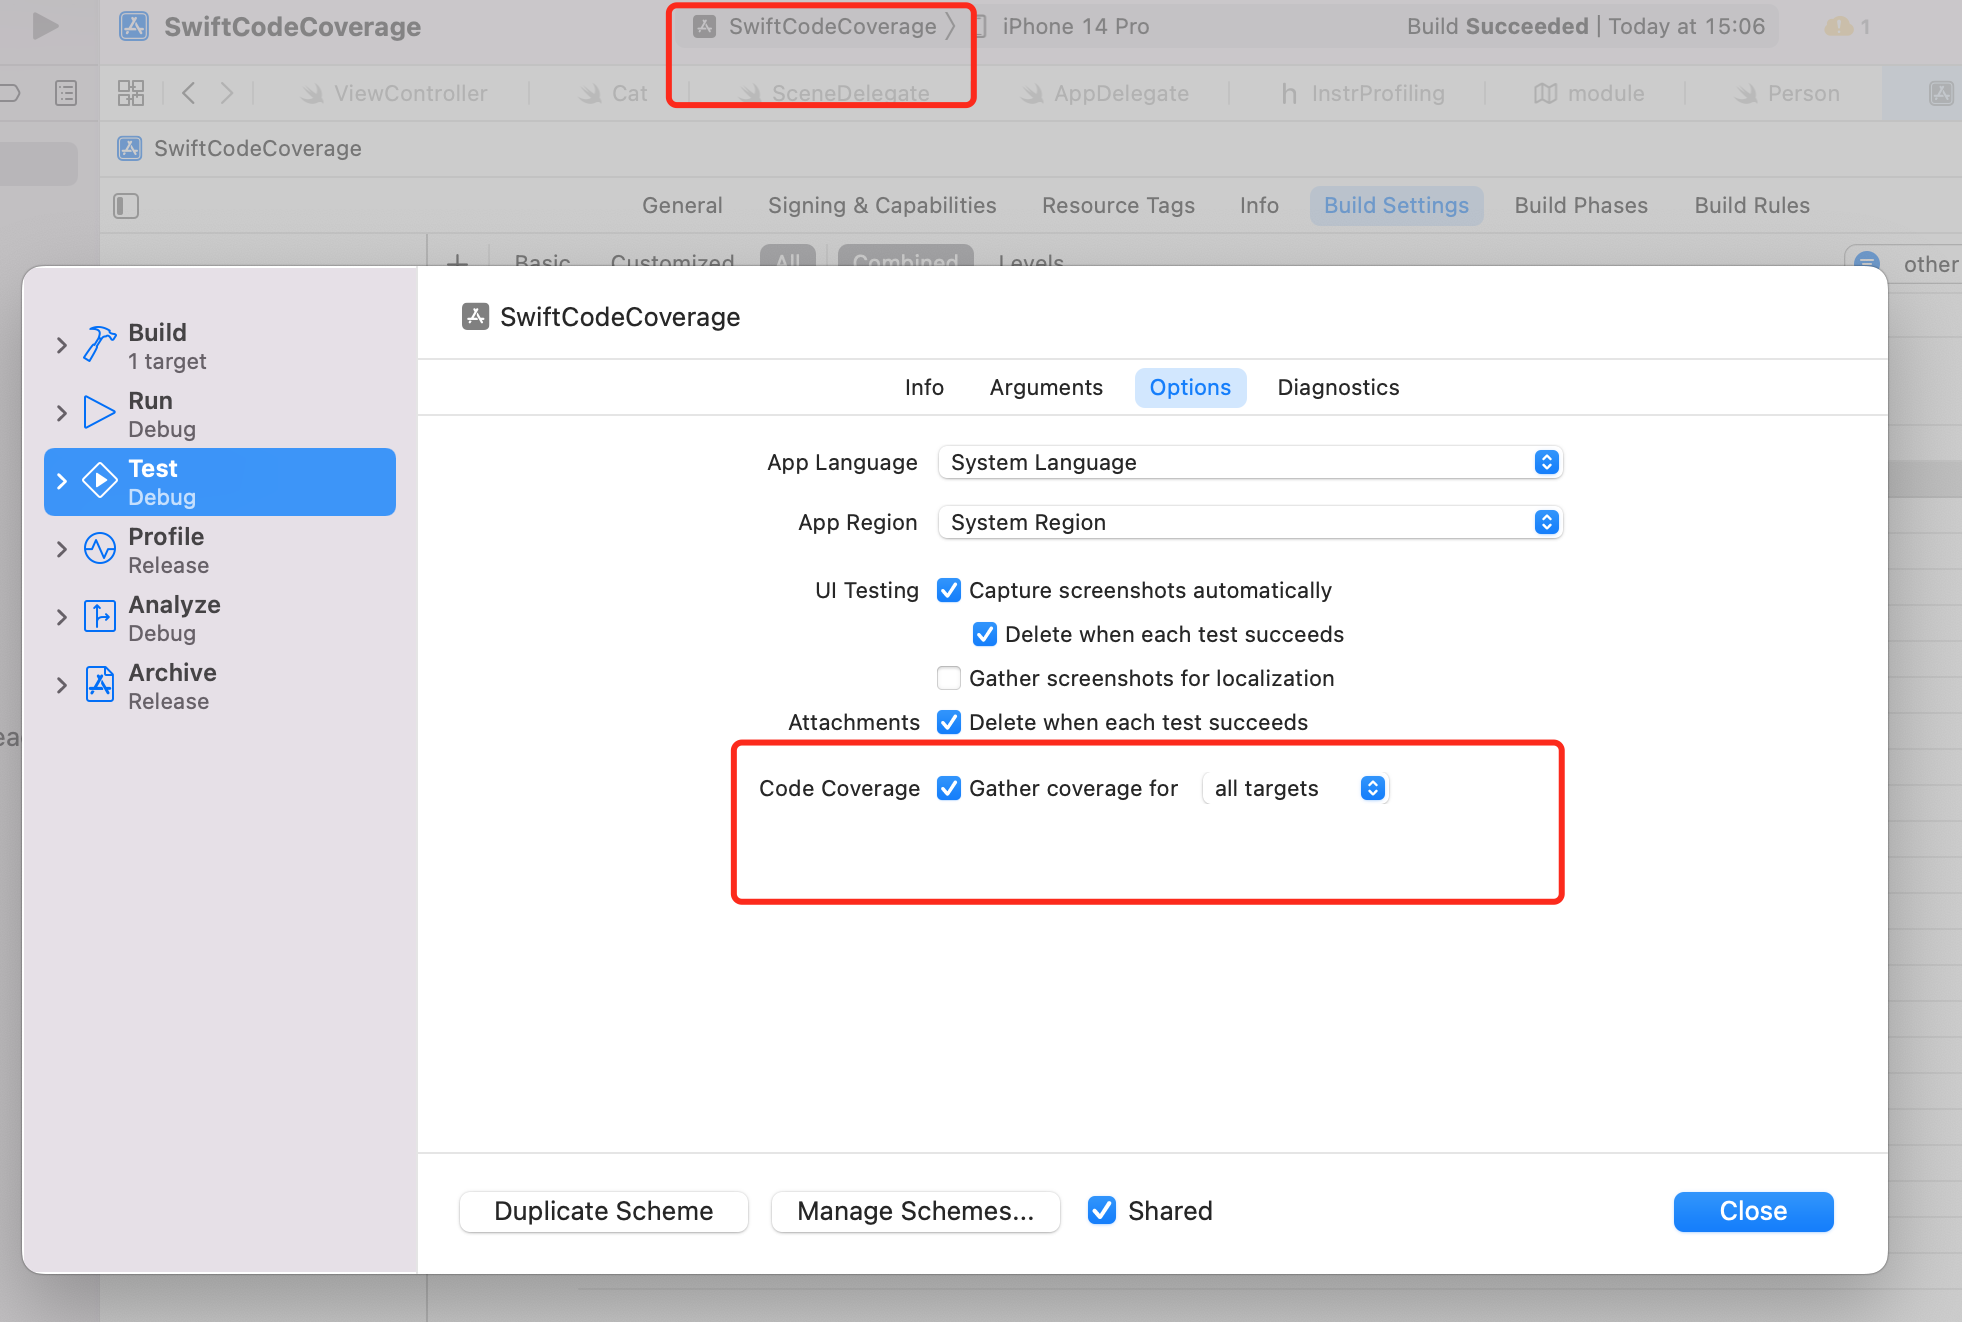 SwiftCodeCoverage
SwiftCodeCoverage
iPhone 14 Pro
Build Succeeded | Today at 15:06
1
ViewController
Cat
SceneDelegate
AppDelegate
h InstrProfiling
module
Person
SwiftCodeCoverage
General
Signing & Capabilities
Resource Tags
Info
Build Settings
Build Phases
Build Rules
Basic
Customized
All
Combined
Levels
other
Build
1 target
Run
Debug
Test
Debug
Profile
Release
Analyze
Debug
Archive
Release
ea
SwiftCodeCoverage
Info
Arguments
Options
Diagnostics
App Language System Language
App Region System Region
UI Testing Capture screenshots automatically
Delete when each test succeeds
Gather screenshots for localization
Attachments Delete when each test succeeds
Code Coverage Gather coverage for all targets
Duplicate Scheme
Manage Schemes...
Shared
Close